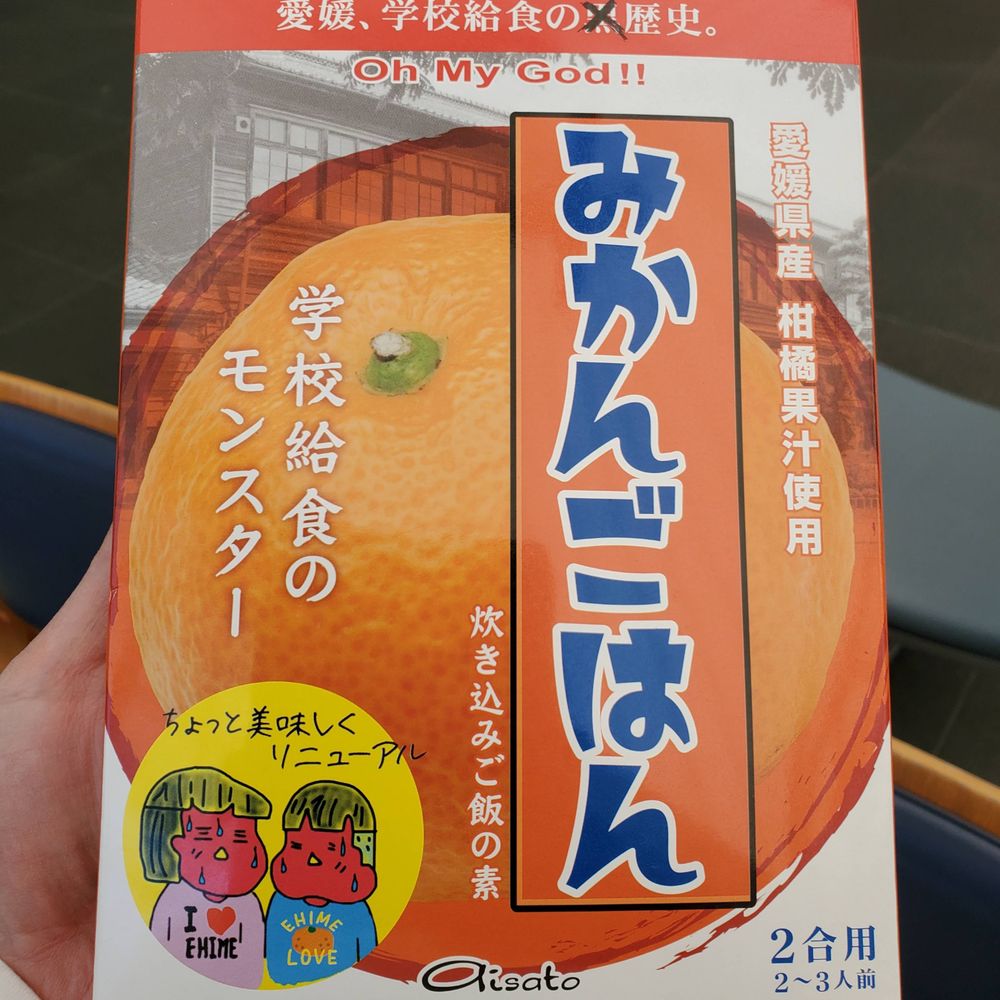 愛媛、学校給食の黒歴史。
Oh My God!!
愛媛県産 柑橘果汁使用
みかんごはん
炊き込みご飯の素
学校給食の
モンスター
ちょっと美味しく
リニューアル
I ❤ 
EHIME
EHIME
LOVE
aisato
2合用
2～3人前